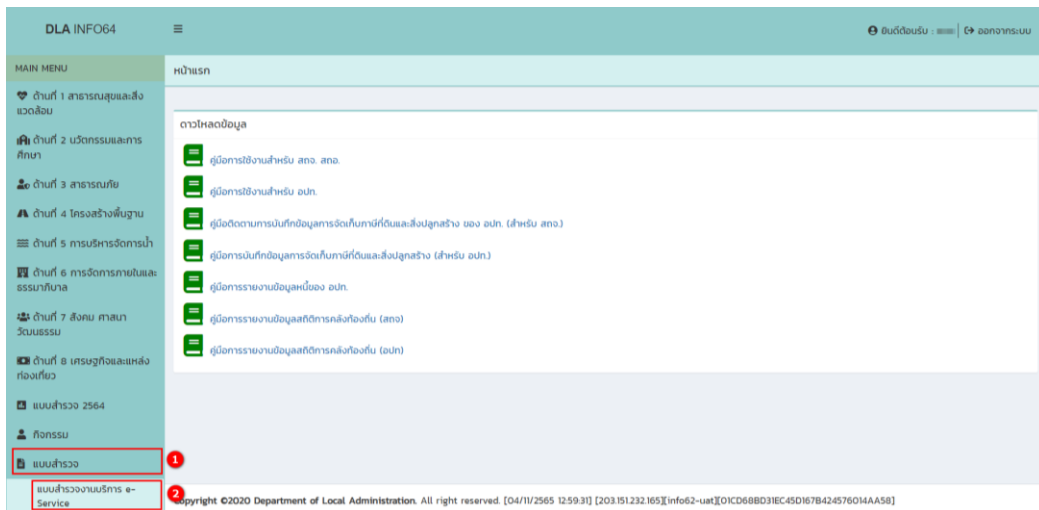 DLA INFO64
ยินดีต้อนรับ :
ออกจากระบบ
MAIN MENU
หน้าแรก
ด้านที่ 1 สาธารณสุขและสิ่ง
แวดล้อม
ด้านที่ 2 นวัตกรรมและการ
ศึกษา
ด้านที่ 3 สาธารณภัย
ด้านที่ 4 โครงสร้างพื้นฐาน
ด้านที่ 5 การบริหารจัดการน้ำ
ด้านที่ 6 การจัดการภายในและ
ธรรมาภิบาล
ด้านที่ 7 สังคม ศาสนา
วัฒนธรรม
ด้านที่ 8 เศรษฐกิจและแหล่ง
ท่องเที่ยว
แบบสำรวจ 2564
กิจกรรม
แบบสำรวจ
1
แบบสำรวจงานบริการ e-
Service
2
ดาวโหลดข้อมูล
คู่มือการใช้งานสำหรับ สถจ. สถอ.
คู่มือการใช้งานสำหรับ อปท.
คู่มือติดตามการบันทึกข้อมูลการจัดเก็บภาษีที่ดินและสิ่งปลูกสร้าง ของ อปท. (สำหรับ สถจ.)
คู่มือการบันทึกข้อมูลการจัดเก็บภาษีที่ดินและสิ่งปลูกสร้าง (สำหรับ อปท.)
คู่มือการรายงานข้อมูลหนี้ของ อปท.
คู่มือการรายงานข้อมูลสถิติการคลังท้องถิ่น (สถจ)
คู่มือการรายงานข้อมูลสถิติการคลังท้องถิ่น (อปท)
Copyright ©2020 Department of Local Administration. All right reserved. [04/11/2565 12:59:31] [203.151.232.165][info62-uat][01CD68BD31EC45D167B424576014AA58]